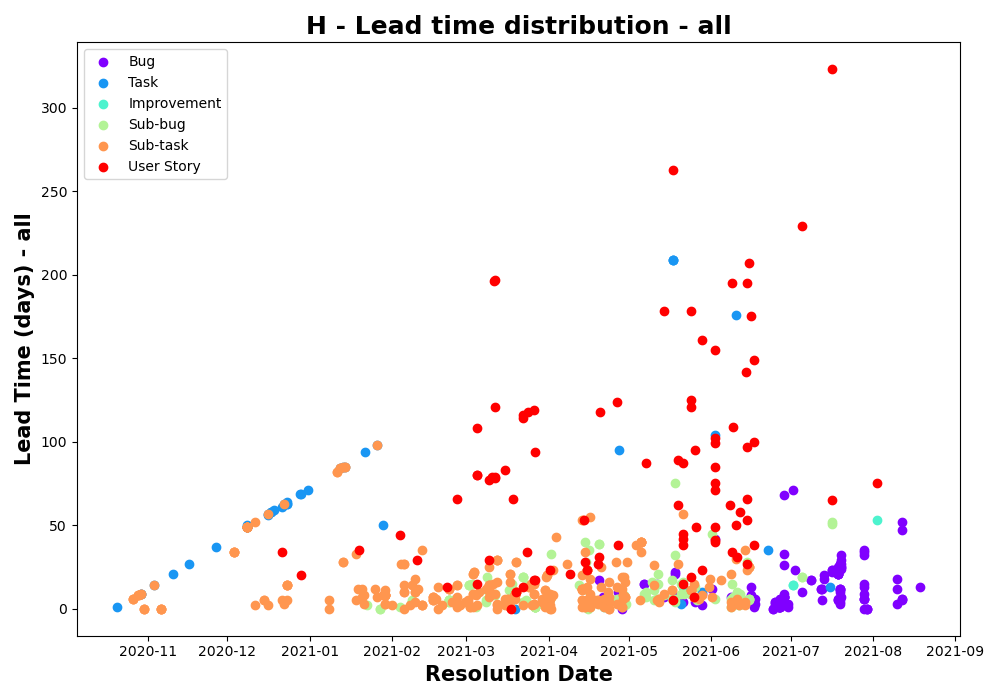 H - Lead time distribution - all
Bug
Task
Improvement
Sub-bug
Sub-task
User Story
Lead Time (days) - all
300
250
200
150
100
50
0
2020-11 2020-12 2021-01 2021-02 2021-03 2021-04 2021-05 2021-06 2021-07 2021-08 2021-09
Resolution Date